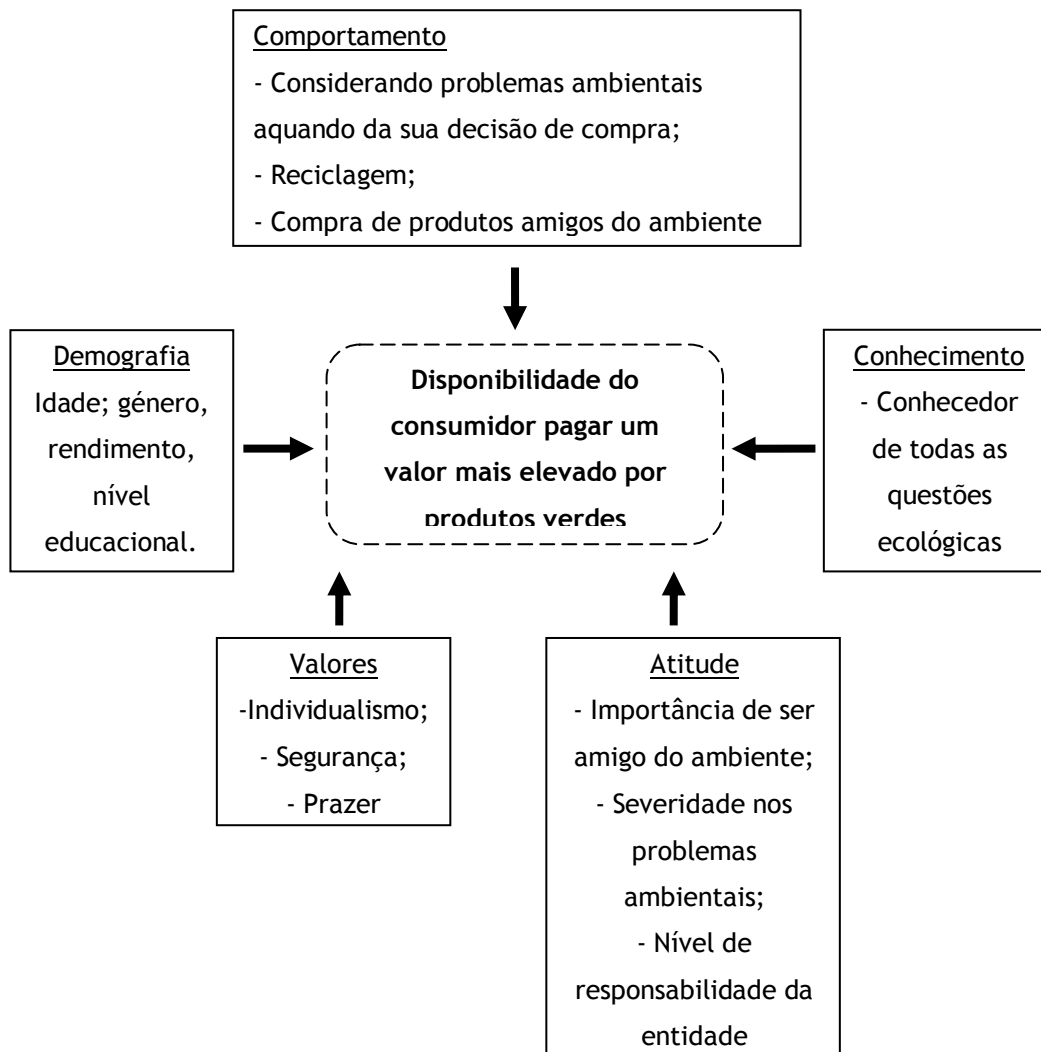 Comportamento
- Considerando problemas ambientais
aquando da sua decisão de compra;
- Reciclagem;
- Compra de produtos amigos do ambiente
Demografia
Idade; género,
rendimento,
nível
educacional.
Disponibilidade do
consumidor pagar um
valor mais elevado por
produtos verdes
Conhecimento
- Conhecedor
de todas as
questões
ecológicas
Valores
-Individualismo;
- Segurança;
- Prazer
Atitude
- Importância de ser
amigo do ambiente;
- Severidade nos
problemas
ambientais;
- Nível de
responsabilidade da
entidade